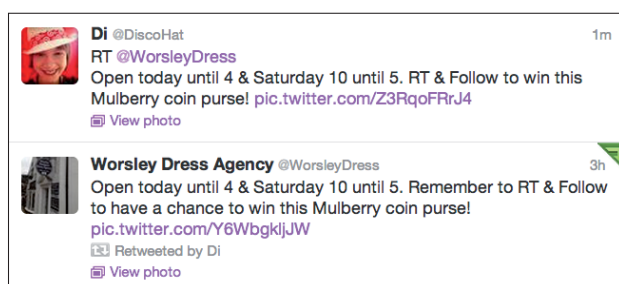 Di @DiscoHat 1m
RT @WorsleyDress
Open today until 4 & Saturday 10 until 5. RT & Follow to win this
Mulberry coin purse! pic.twitter.com/Z3RqoFRrJ4
View photo
Worsley Dress Agency @WorsleyDress 3h
Open today until 4 & Saturday 10 until 5. Remember to RT & Follow
to have a chance to win this Mulberry coin purse!
pic.twitter.com/Y6WbgkljJW
Retweeted by Di
View photo